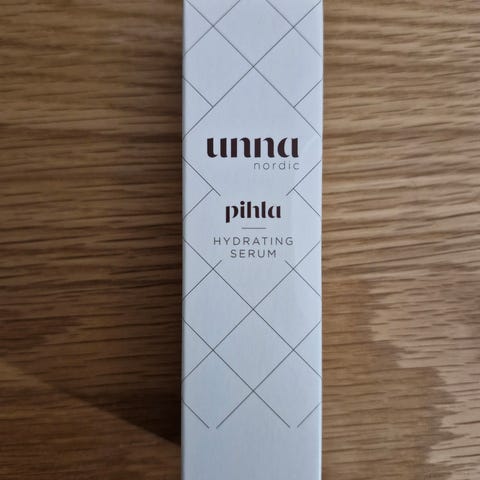 unna
nordic
pihla
HYDRATING
SERUM